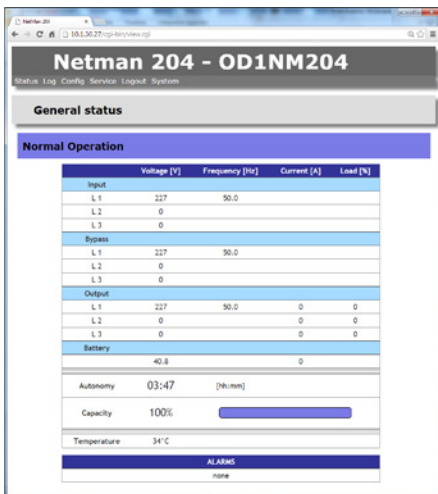 Netman 204
10.1.30.27/cgi-bin/view.cgi
Netman 204 - OD1NM204
Status Log Config Service Logout System
General status
Normal Operation
Voltage [V] Frequency [Hz] Current [A] Load [%]
Input
L 1 227 50.0
L 2 0
L 3 0
Bypass
L 1 227 50.0
L 2 0
L 3 0
Output
L 1 227 50.0 0 0
L 2 0 0 0
L 3 0 0 0
Battery
40.8 0
Autonomy 03:47 [hh:mm]
Capacity 100%
Temperature 34°C
ALARMS
none